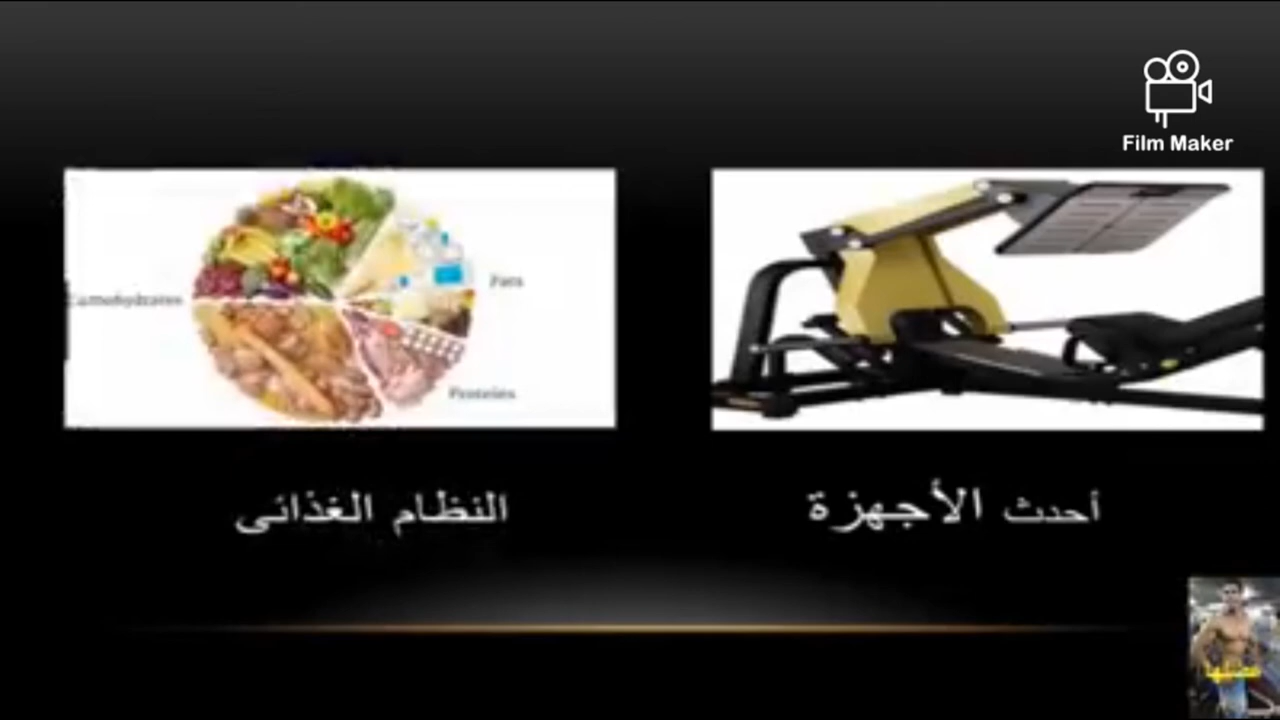 Film Maker
Carbohydrates
Fats
Proteins
أحدث الأجهزة
النظام الغذائى